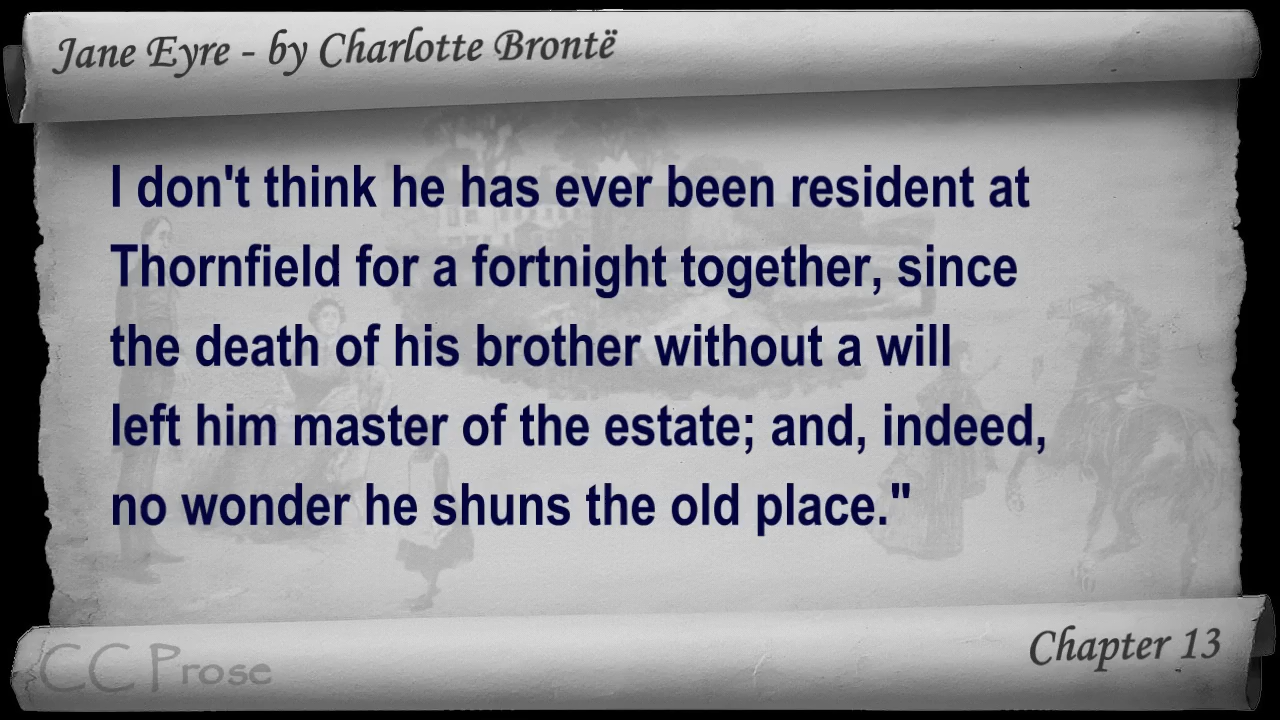 Jane Eyre - by Charlotte Brontë
I don't think he has ever been resident at
Thornfield for a fortnight together, since
the death of his brother without a will
left him master of the estate; and, indeed,
no wonder he shuns the old place."
Chapter 13
CC Prose